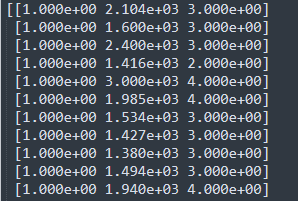 [[1.000e+00 2.104e+03 3.000e+00]
[1.000e+00 1.600e+03 3.000e+00]
[1.000e+00 2.400e+03 3.000e+00]
[1.000e+00 1.416e+03 2.000e+00]
[1.000e+00 3.000e+03 4.000e+00]
[1.000e+00 1.985e+03 4.000e+00]
[1.000e+00 1.534e+03 3.000e+00]
[1.000e+00 1.427e+03 3.000e+00]
[1.000e+00 1.380e+03 3.000e+00]
[1.000e+00 1.494e+03 3.000e+00]
[1.000e+00 1.940e+03 4.000e+00]